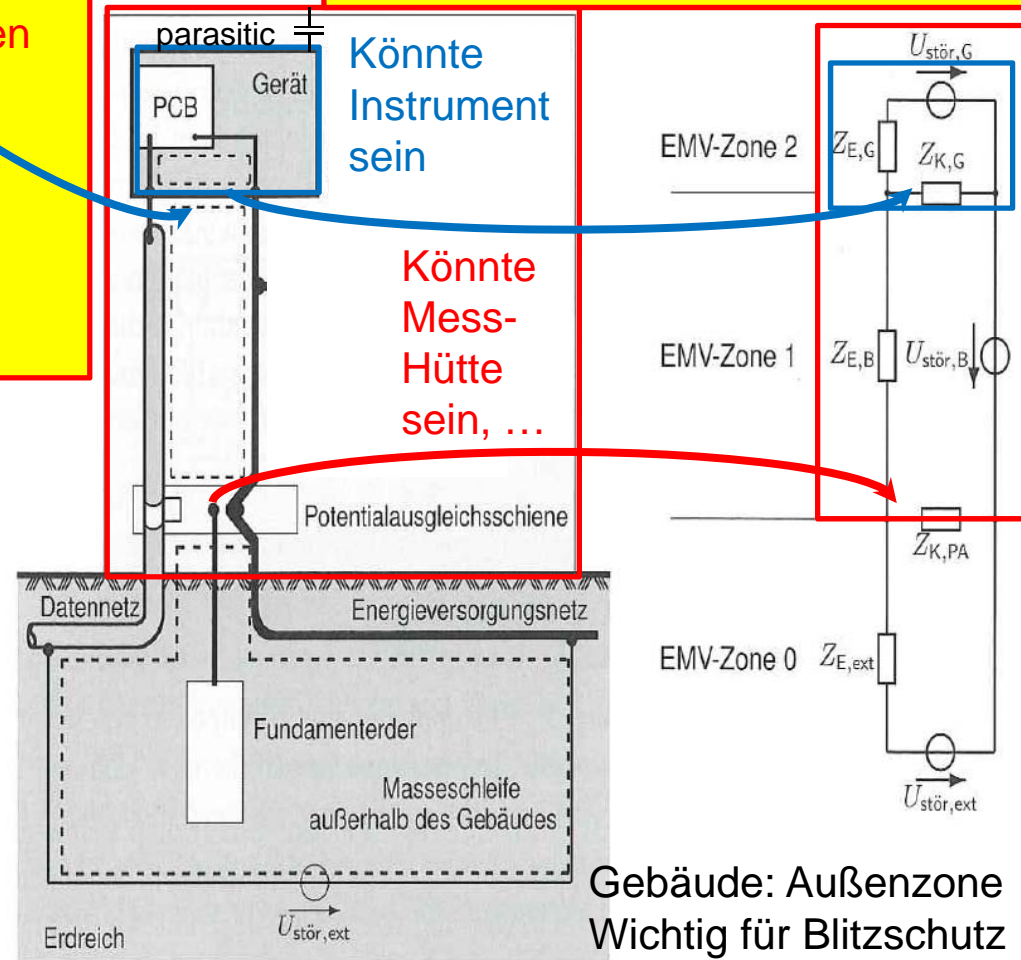 en
parasitic
PCB
Gerät
Könnte
Instrument
sein
Könnte
Mess-
Hütte
sein, …
Potentialausgleichsschiene
Datennetz
Energieversorgungsnetz
Fundamenterder
Masseschleife
außerhalb des Gebäudes
Erdreich
U_stör,ext
U_stör,G
EMV-Zone 2
Z_E,G
Z_K,G
EMV-Zone 1
Z_E,B
U_stör,B
Z_K,PA
EMV-Zone 0
Z_E,ext
U_stör,ext
Gebäude: Außenzone
Wichtig für Blitzschutz